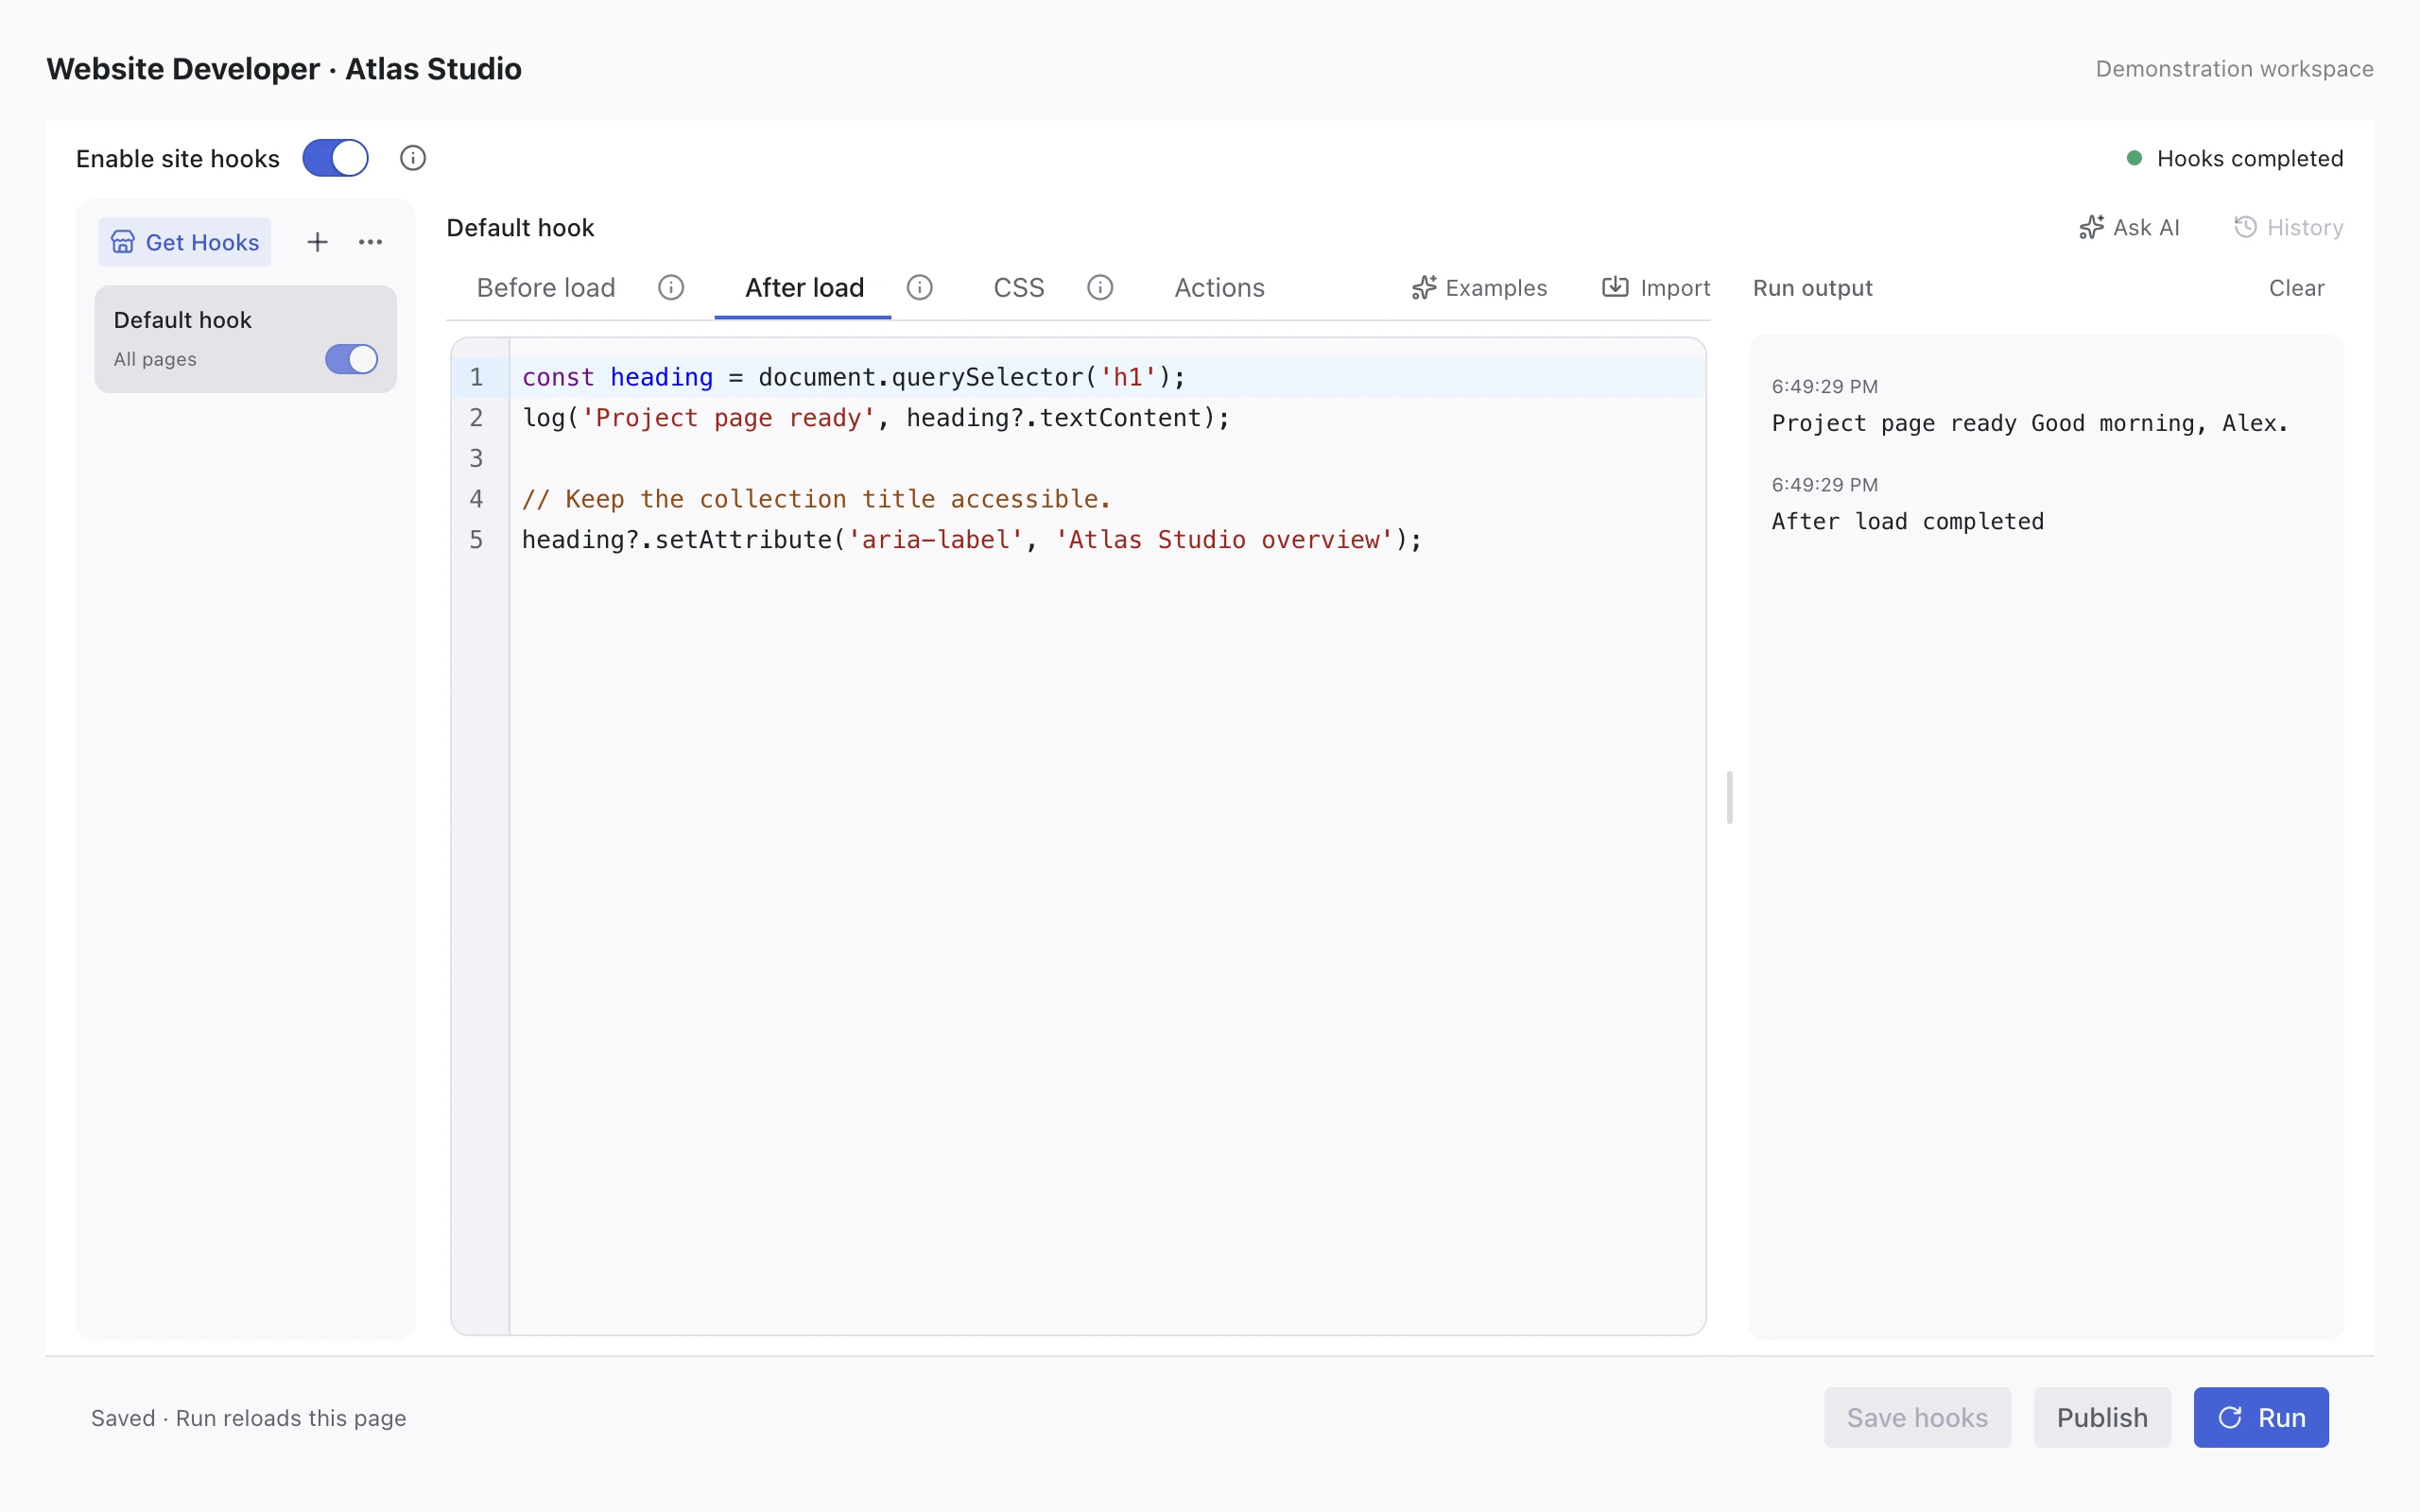 Website Developer · Atlas Studio
Demonstration workspace
Enable site hooks
Hooks completed
Get Hooks
Default hook
All pages
Default hook
Ask AI
History
Before load
After load
CSS
Actions
Examples
Import
Run output
Clear
1 const heading = document.querySelector('h1');
2 log('Project page ready', heading?.textContent);
3
4 // Keep the collection title accessible.
5 heading?.setAttribute('aria-label', 'Atlas Studio overview');
6:49:29 PM
Project page ready Good morning, Alex.
6:49:29 PM
After load completed
Saved · Run reloads this page
Save hooks
Publish
Run